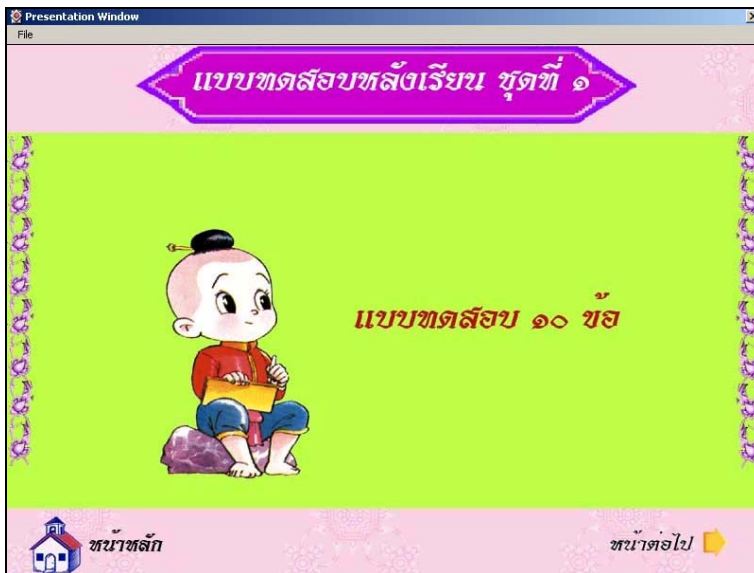 Presentation Window
File
แบบทดสอบหลังเรียน ชุดที่ ๑
แบบทดสอบ ๑๐ ข้อ
หน้าหลัก
หน้าต่อไป